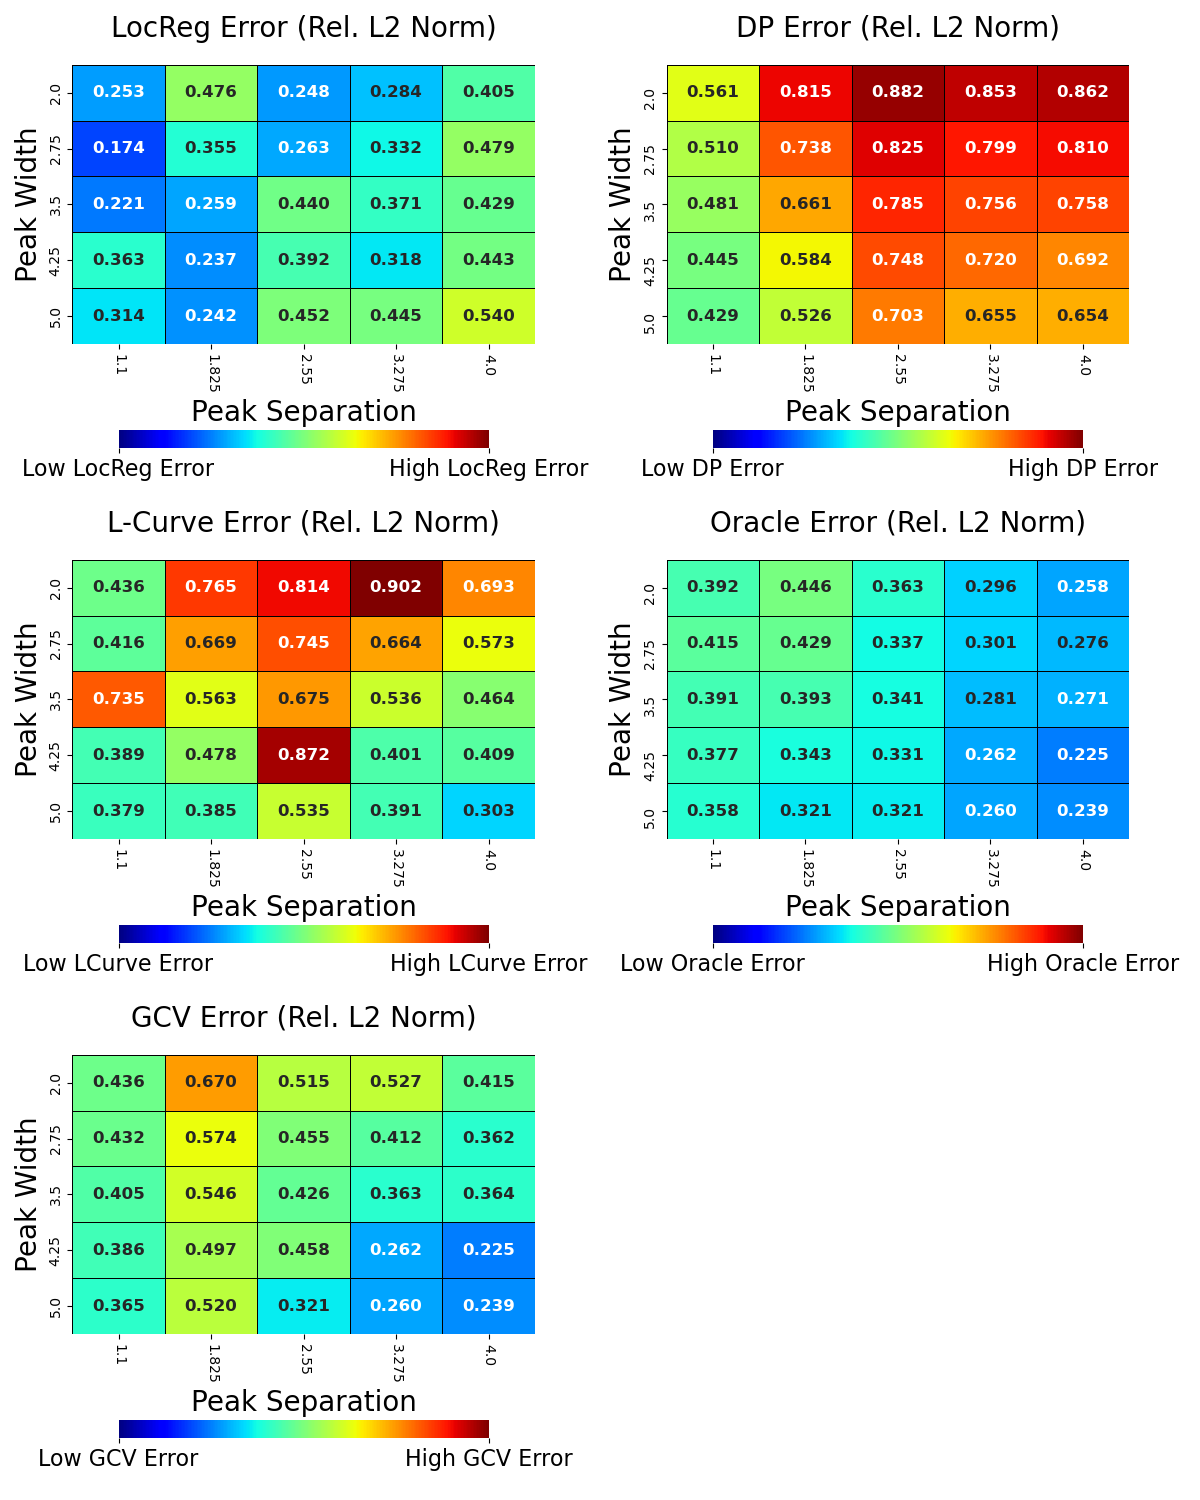 LocReg Error (Rel. L2 Norm)
Peak Width
2.0 0.253 0.476 0.248 0.284 0.405
2.75 0.174 0.355 0.263 0.332 0.479
3.5 0.221 0.259 0.440 0.371 0.429
4.25 0.363 0.237 0.392 0.318 0.443
5.0 0.314 0.242 0.452 0.445 0.540
1.1 1.825 2.55 3.275 4.0
Peak Separation
Low LocReg Error High LocReg Error
DP Error (Rel. L2 Norm)
Peak Width
2.0 0.561 0.815 0.882 0.853 0.862
2.75 0.510 0.738 0.825 0.799 0.810
3.5 0.481 0.661 0.785 0.756 0.758
4.25 0.445 0.584 0.748 0.720 0.692
5.0 0.429 0.526 0.703 0.655 0.654
1.1 1.825 2.55 3.275 4.0
Peak Separation
Low DP Error High DP Error
L-Curve Error (Rel. L2 Norm)
Peak Width
2.0 0.436 0.765 0.814 0.902 0.693
2.75 0.416 0.669 0.745 0.664 0.573
3.5 0.735 0.563 0.675 0.536 0.464
4.25 0.389 0.478 0.872 0.401 0.409
5.0 0.379 0.385 0.535 0.391 0.303
1.1 1.825 2.55 3.275 4.0
Peak Separation
Low LCurve Error High LCurve Error
Oracle Error (Rel. L2 Norm)
Peak Width
2.0 0.392 0.446 0.363 0.296 0.258
2.75 0.415 0.429 0.337 0.301 0.276
3.5 0.391 0.393 0.341 0.281 0.271
4.25 0.377 0.343 0.331 0.262 0.225
5.0 0.358 0.321 0.321 0.260 0.239
1.1 1.825 2.55 3.275 4.0
Peak Separation
Low Oracle Error High Oracle Error
GCV Error (Rel. L2 Norm)
Peak Width
2.0 0.436 0.670 0.515 0.527 0.415
2.75 0.432 0.574 0.455 0.412 0.362
3.5 0.405 0.546 0.426 0.363 0.364
4.25 0.386 0.497 0.458 0.262 0.225
5.0 0.365 0.520 0.321 0.260 0.239
1.1 1.825 2.55 3.275 4.0
Peak Separation
Low GCV Error High GCV Error